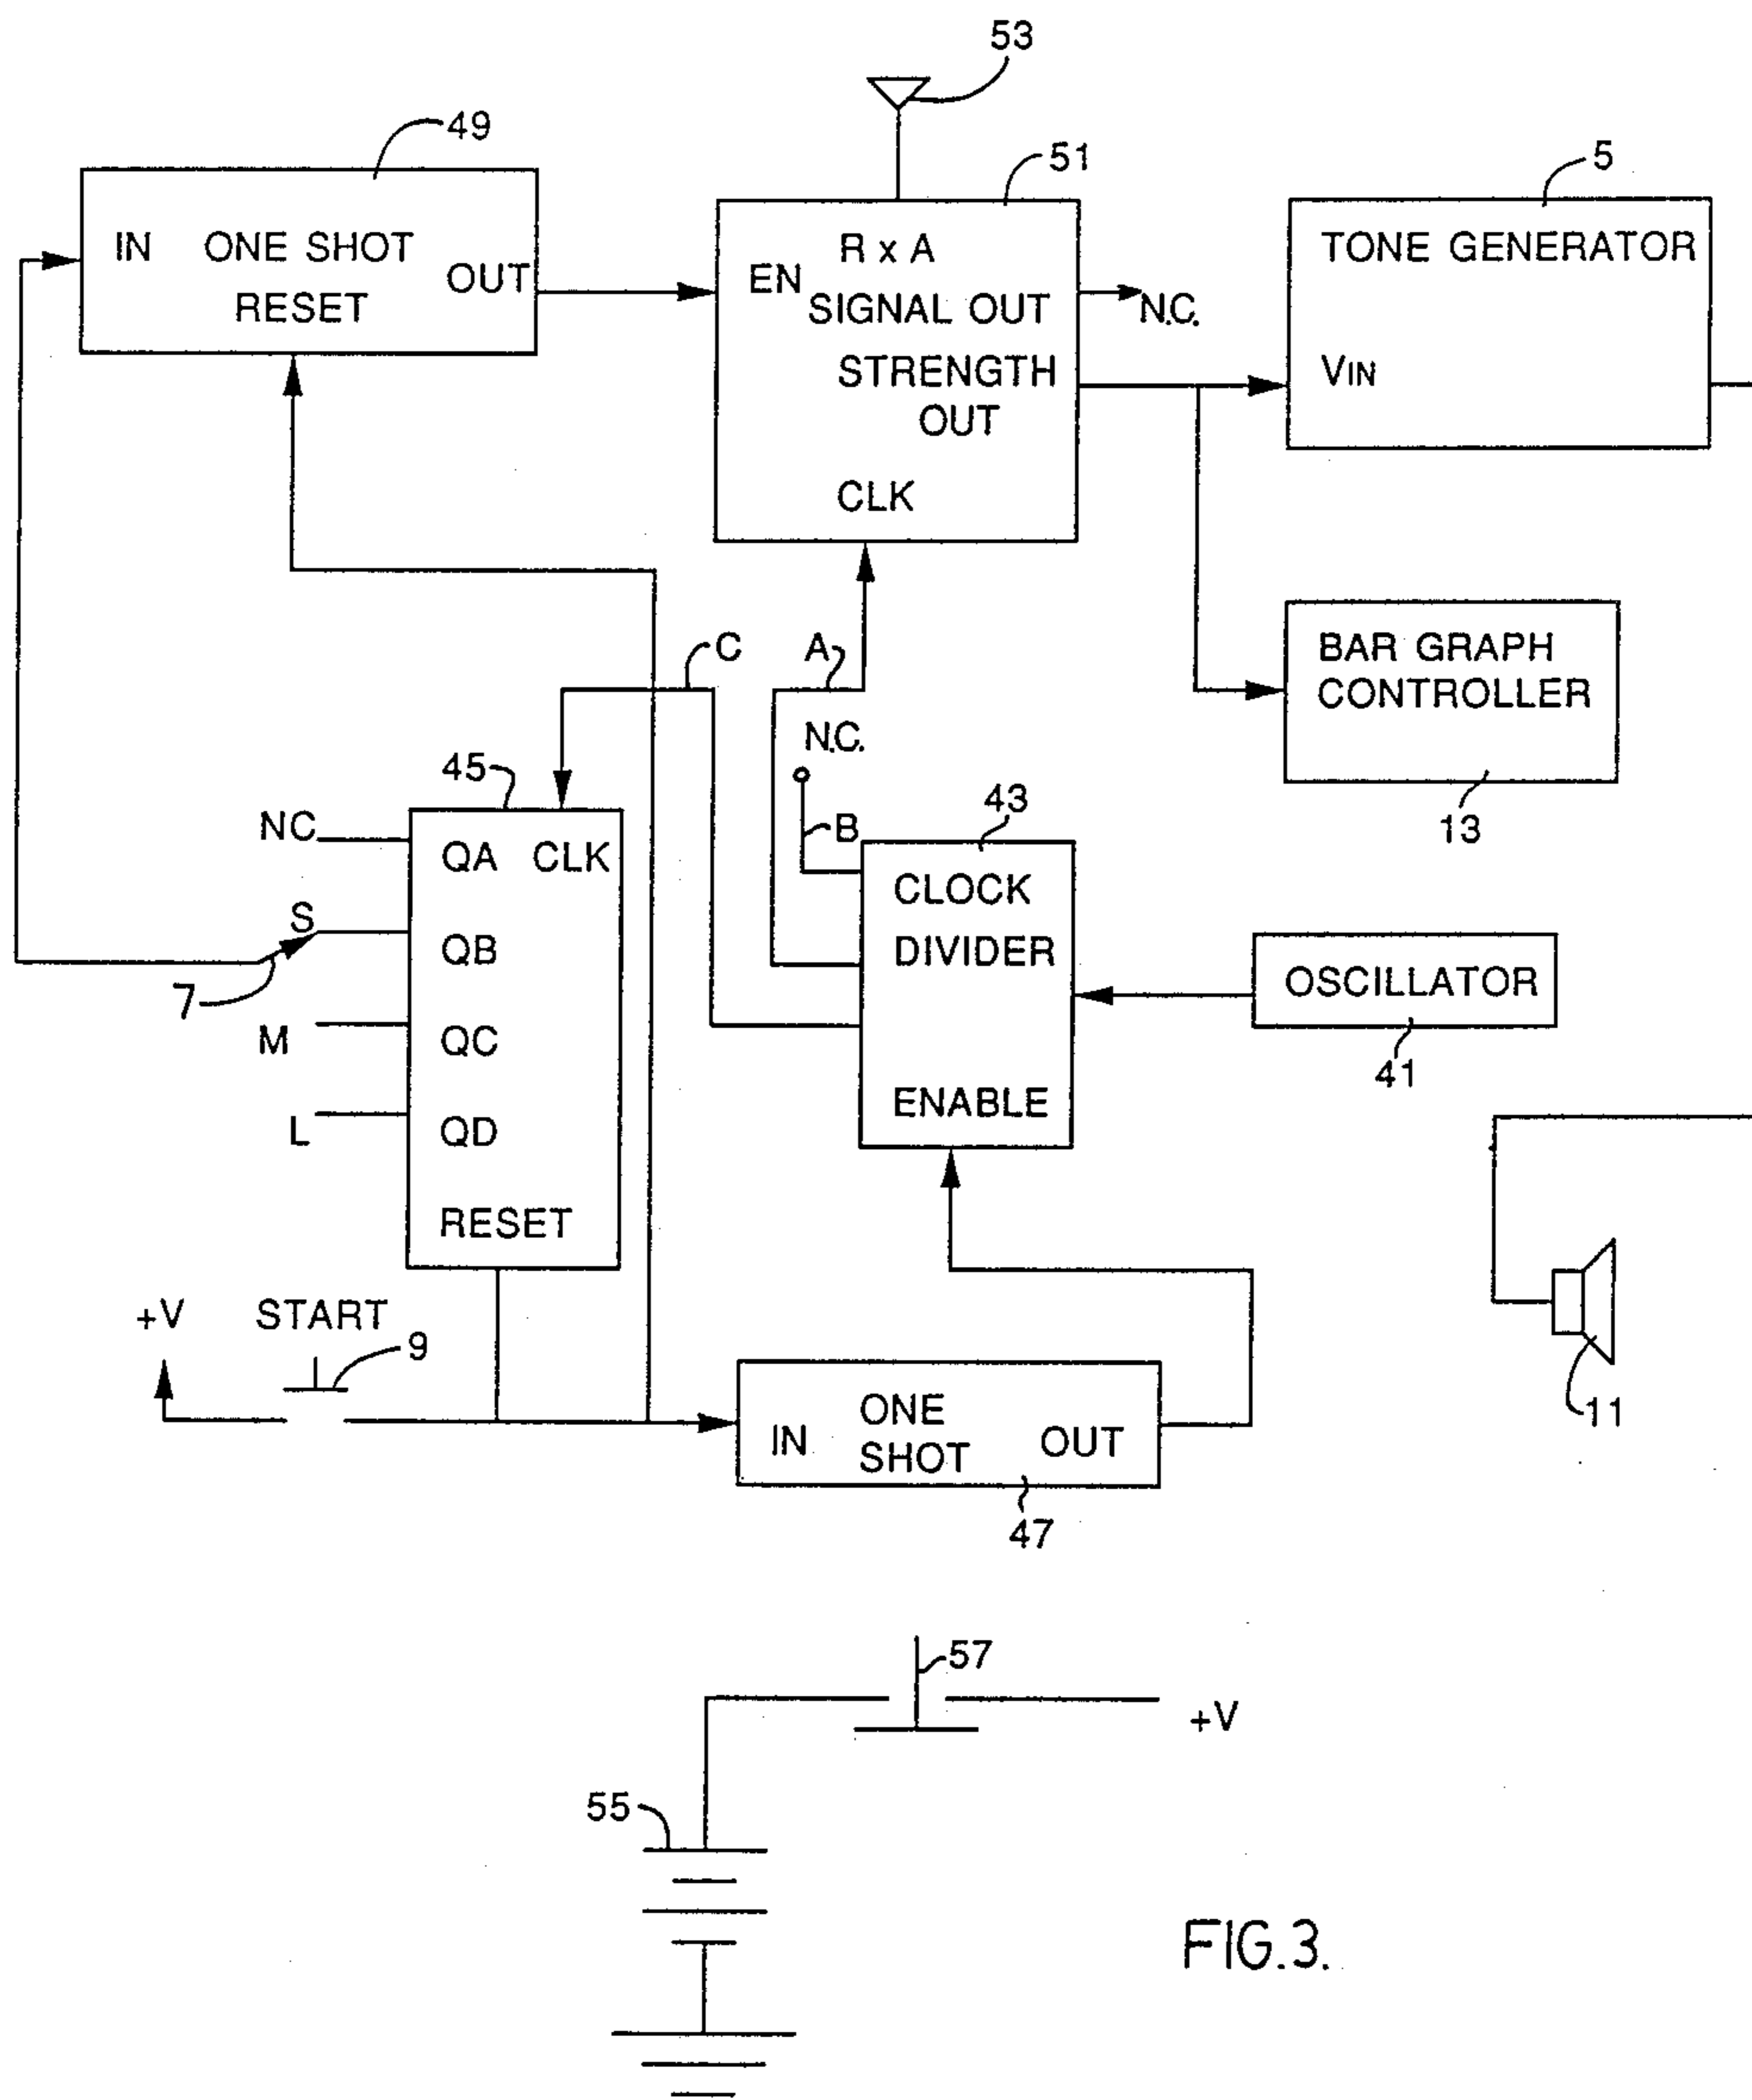 53
49
51
5
IN ONE SHOT
RESET
OUT
R x A
EN
SIGNAL OUT
STRENGTH
OUT
CLK
N.C.
TONE GENERATOR
VIN
C
A
N.C.
B
BAR GRAPH
CONTROLLER
13
45
43
NC
QA CLK
S
QB
7
M
QC
L
QD
RESET
CLOCK
DIVIDER
ENABLE
OSCILLATOR
41
+V
START
9
IN
ONE
SHOT
OUT
47
11
57
+V
55
FIG.3.